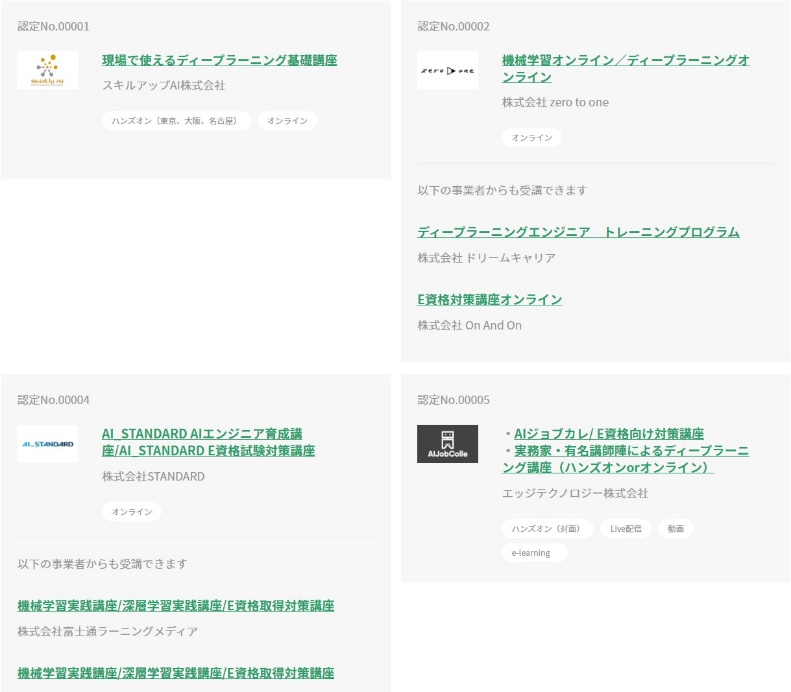 認定No.00001
現場で使えるディープラーニング基礎講座
スキルアップAI株式会社
SkillUp AI
ハンズオン（東京、大阪、名古屋）
オンライン
認定No.00002
機械学習オンライン／ディープラーニングオ
ンライン
zero one
株式会社 zero to one
オンライン
以下の事業者からも受講できます
ディープラーニングエンジニア　トレーニングプログラム
株式会社 ドリームキャリア
E資格対策講座オンライン
株式会社 On And On
認定No.00004
AI_STANDARD AIエンジニア育成講
座/AI_STANDARD E資格試験対策講座
AI_STANDARD
株式会社STANDARD
オンライン
以下の事業者からも受講できます
機械学習実践講座/深層学習実践講座/E資格取得対策講座
株式会社富士通ラーニングメディア
機械学習実践講座/深層学習実践講座/E資格取得対策講座
認定No.00005
・AIジョブカレ/ E資格向け対策講座
・実務家・有名講師陣によるディープラーニ
ング講座（ハンズオンorオンライン）
AIJobColle
エッジテクノロジー株式会社
ハンズオン（対面）
Live配信
動画
e-learning